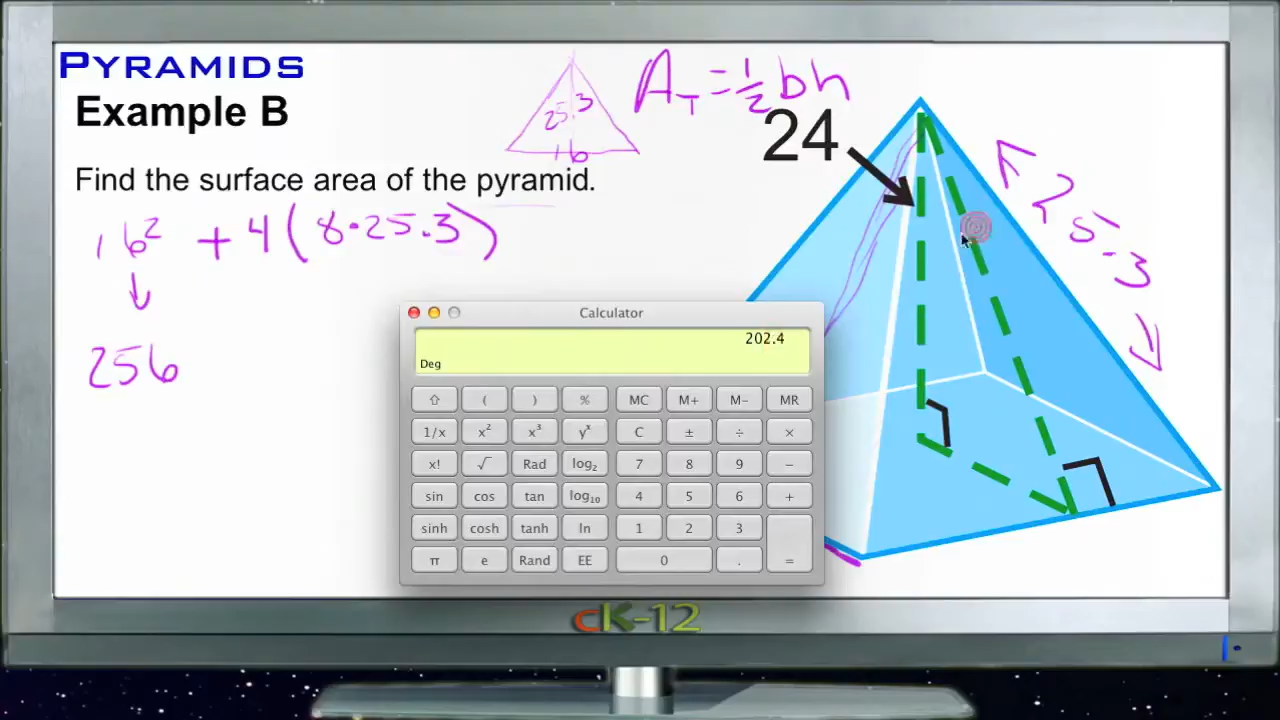 PYRAMIDS
Example B
Find the surface area of the pyramid.
25.3
16
A_T = 1/2 bh
24
25.3
16² + 4(8·25.3)
256
Calculator
202.4
Deg
( ) % MC M+ M- MR
1/x x² x³ yˣ C ± ÷ ×
x! √ Rad log₂ 7 8 9 −
sin cos tan log₁₀ 4 5 6 +
sinh cosh tanh ln 1 2 3
π e Rand EE 0 . =
cK-12